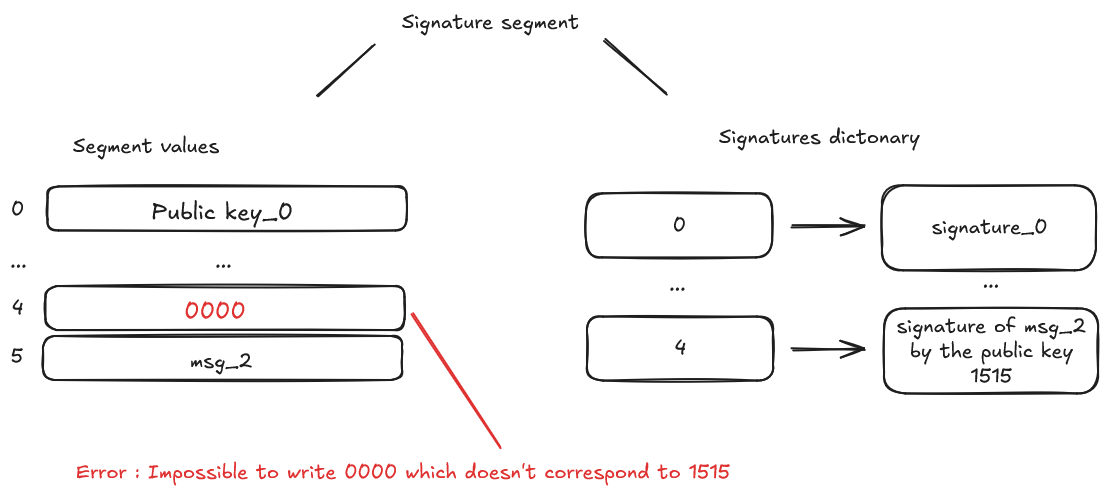 Signature segment
Segment values
Signatures dictonary
0
Public key_0
...
...
4
0000
5
msg_2
0
signature_0
...
...
4
signature of msg_2
by the public key
1515
Error : Impossible to write 0000 which doesn't correspond to 1515